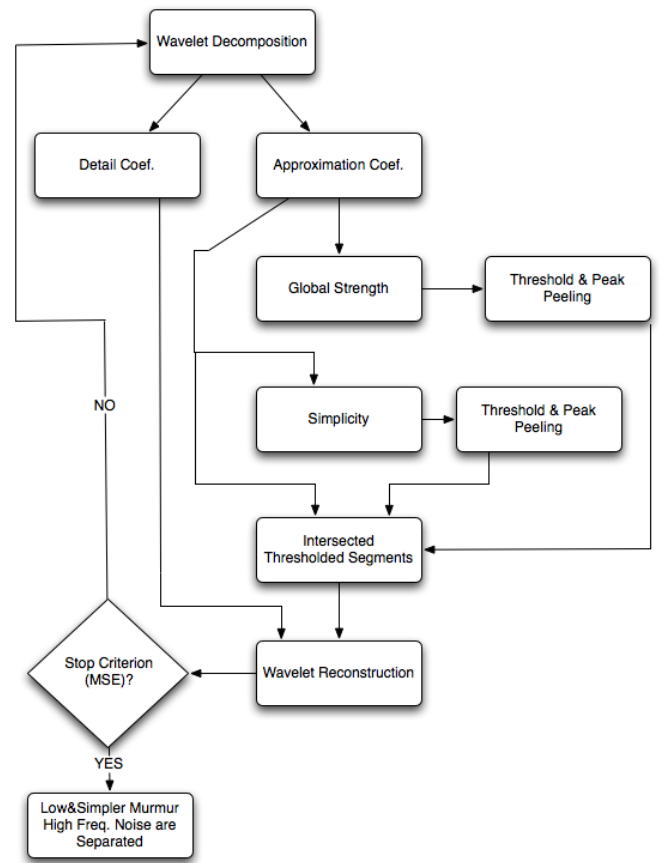 Wavelet Decomposition
Detail Coef.
Approximation Coef.
Global Strength
Threshold & Peak
Peeling
NO
Simplicity
Threshold & Peak
Peeling
Intersected
Thresholded Segments
Stop Criterion
(MSE)?
Wavelet Reconstruction
YES
Low&Simpler Murmur
High Freq. Noise are
Separated